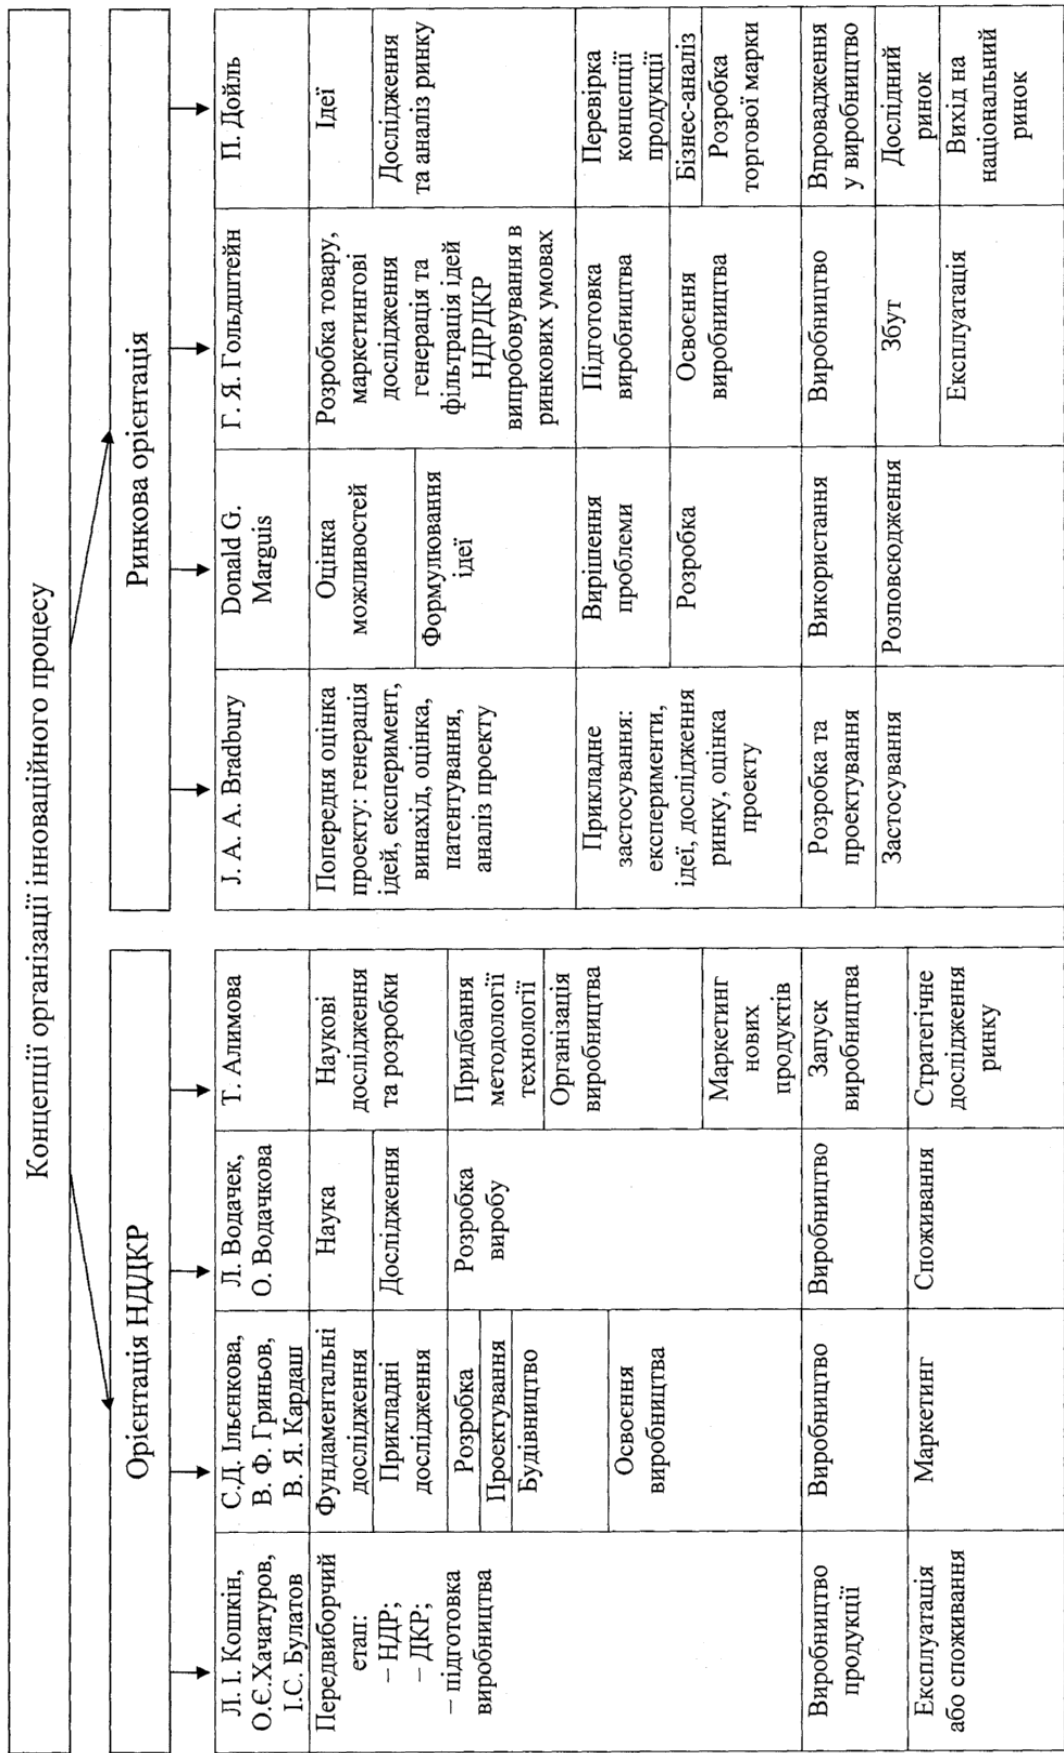 Концепції організації інноваційного процесу
Орієнтація НДДКР
Л. І. Кошкін,
О.Є.Хачатуров,
І.С. Булатов
Передвиборчий
етап:
– НДР;
– ДКР;
– підготовка
виробництва
Виробництво
продукції
Експлуатація
або споживання
С.Д. Ільєнкова,
В. Ф. Гриньов,
В. Я. Кардаш
Фундаментальні
дослідження
Прикладні
дослідження
Розробка
Проектування
Будівництво
Освоєння
виробництва
Виробництво
Маркетинг
Л. Водачек,
О. Водачкова
Наука
Дослідження
Розробка
виробу
Виробництво
Споживання
Т. Алимова
Наукові
дослідження
та розробки
Придбання
методології
технології
Організація
виробництва
Маркетинг
нових
продуктів
Запуск
виробництва
Стратегічне
дослідження
ринку
Ринкова орієнтація
J. A. A. Bradbury
Попередня оцінка
проекту: генерація
ідей, експеримент,
винахід, оцінка,
патентування,
аналіз проекту
Прикладне
застосування:
експерименти,
ідеї, дослідження
ринку, оцінка
проекту
Розробка та
проектування
Застосування
Donald G.
Marguis
Оцінка
можливостей
Формулювання
ідеї
Вирішення
проблеми
Розробка
Використання
Розповсюдження
Г. Я. Гольдштейн
Розробка товару,
маркетингові
дослідження
генерація та
фільтрація ідей
НДРДКР
випробовування в
ринкових умовах
Підготовка
виробництва
Освоєння
виробництва
Виробництво
Збут
Експлуатація
П. Дойль
Ідеї
Дослідження
та аналіз ринку
Перевірка
концепції
продукції
Бізнес-аналіз
Розробка
торгової марки
Впровадження
у виробництво
Дослідний
ринок
Вихід на
національний
ринок